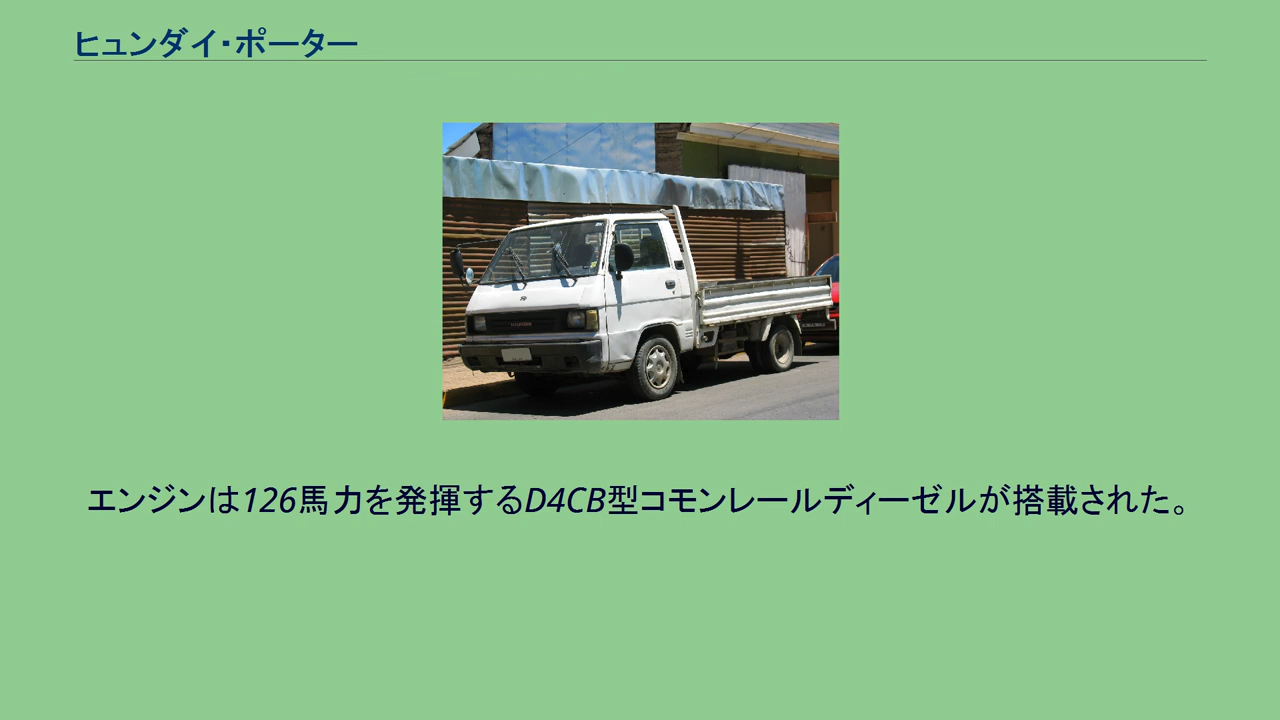 ヒュンダイ・ポーター
エンジンは126馬力を発揮するD4CB型コモンレールディーゼルが搭載された。